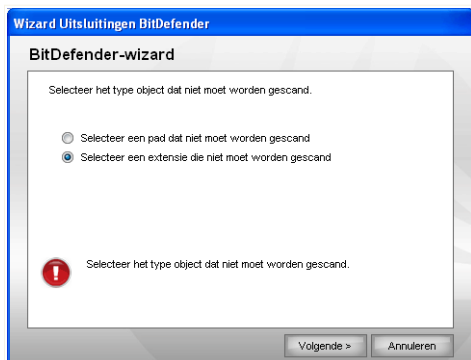 Wizard Uitsluitingen BitDefender
BitDefender-wizard
Selecteer het type object dat niet moet worden gescand.
Selecteer een pad dat niet moet worden gescand
Selecteer een extensie die niet moet worden gescand
Selecteer het type object dat niet moet worden gescand.
Volgende >
Annuleren